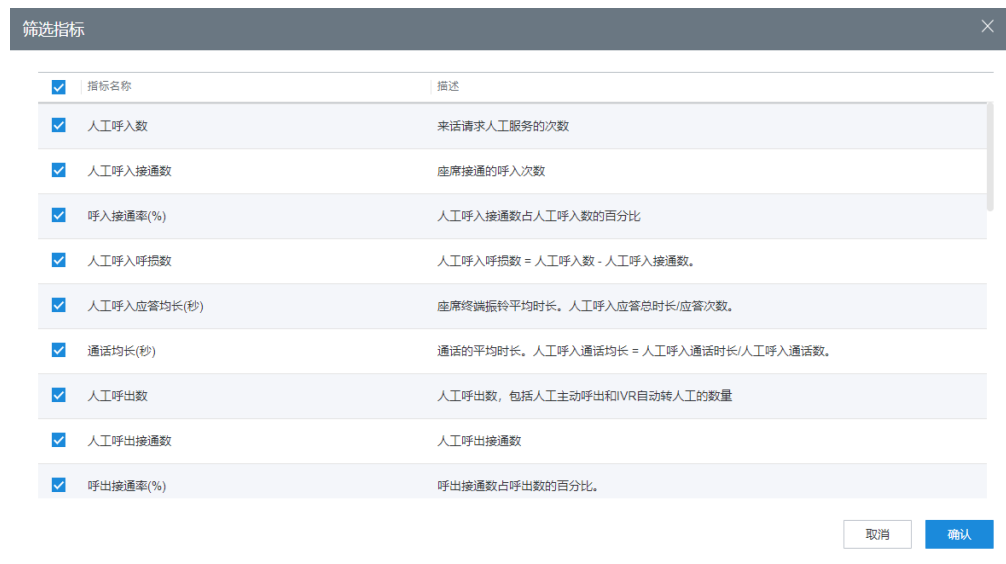 筛选指标
指标名称 描述
人工呼入数 来话请求人工服务的次数
人工呼入接通数 座席接通的呼入次数
呼入接通率(%) 人工呼入接通数占人工呼入数的百分比
人工呼入呼损数 人工呼入呼损数 = 人工呼入数 - 人工呼入接通数。
人工呼入应答均长(秒) 座席终端振铃平均时长。人工呼入应答总时长/应答次数。
通话均长(秒) 通话的平均时长。人工呼入通话均长 = 人工呼入通话时长/人工呼入通话数。
人工呼出数 人工呼出数，包括人工主动呼出和IVR自动转人工的数量
人工呼出接通数 人工呼出接通数
呼出接通率(%) 呼出接通数占呼出数的百分比。
取消 确认